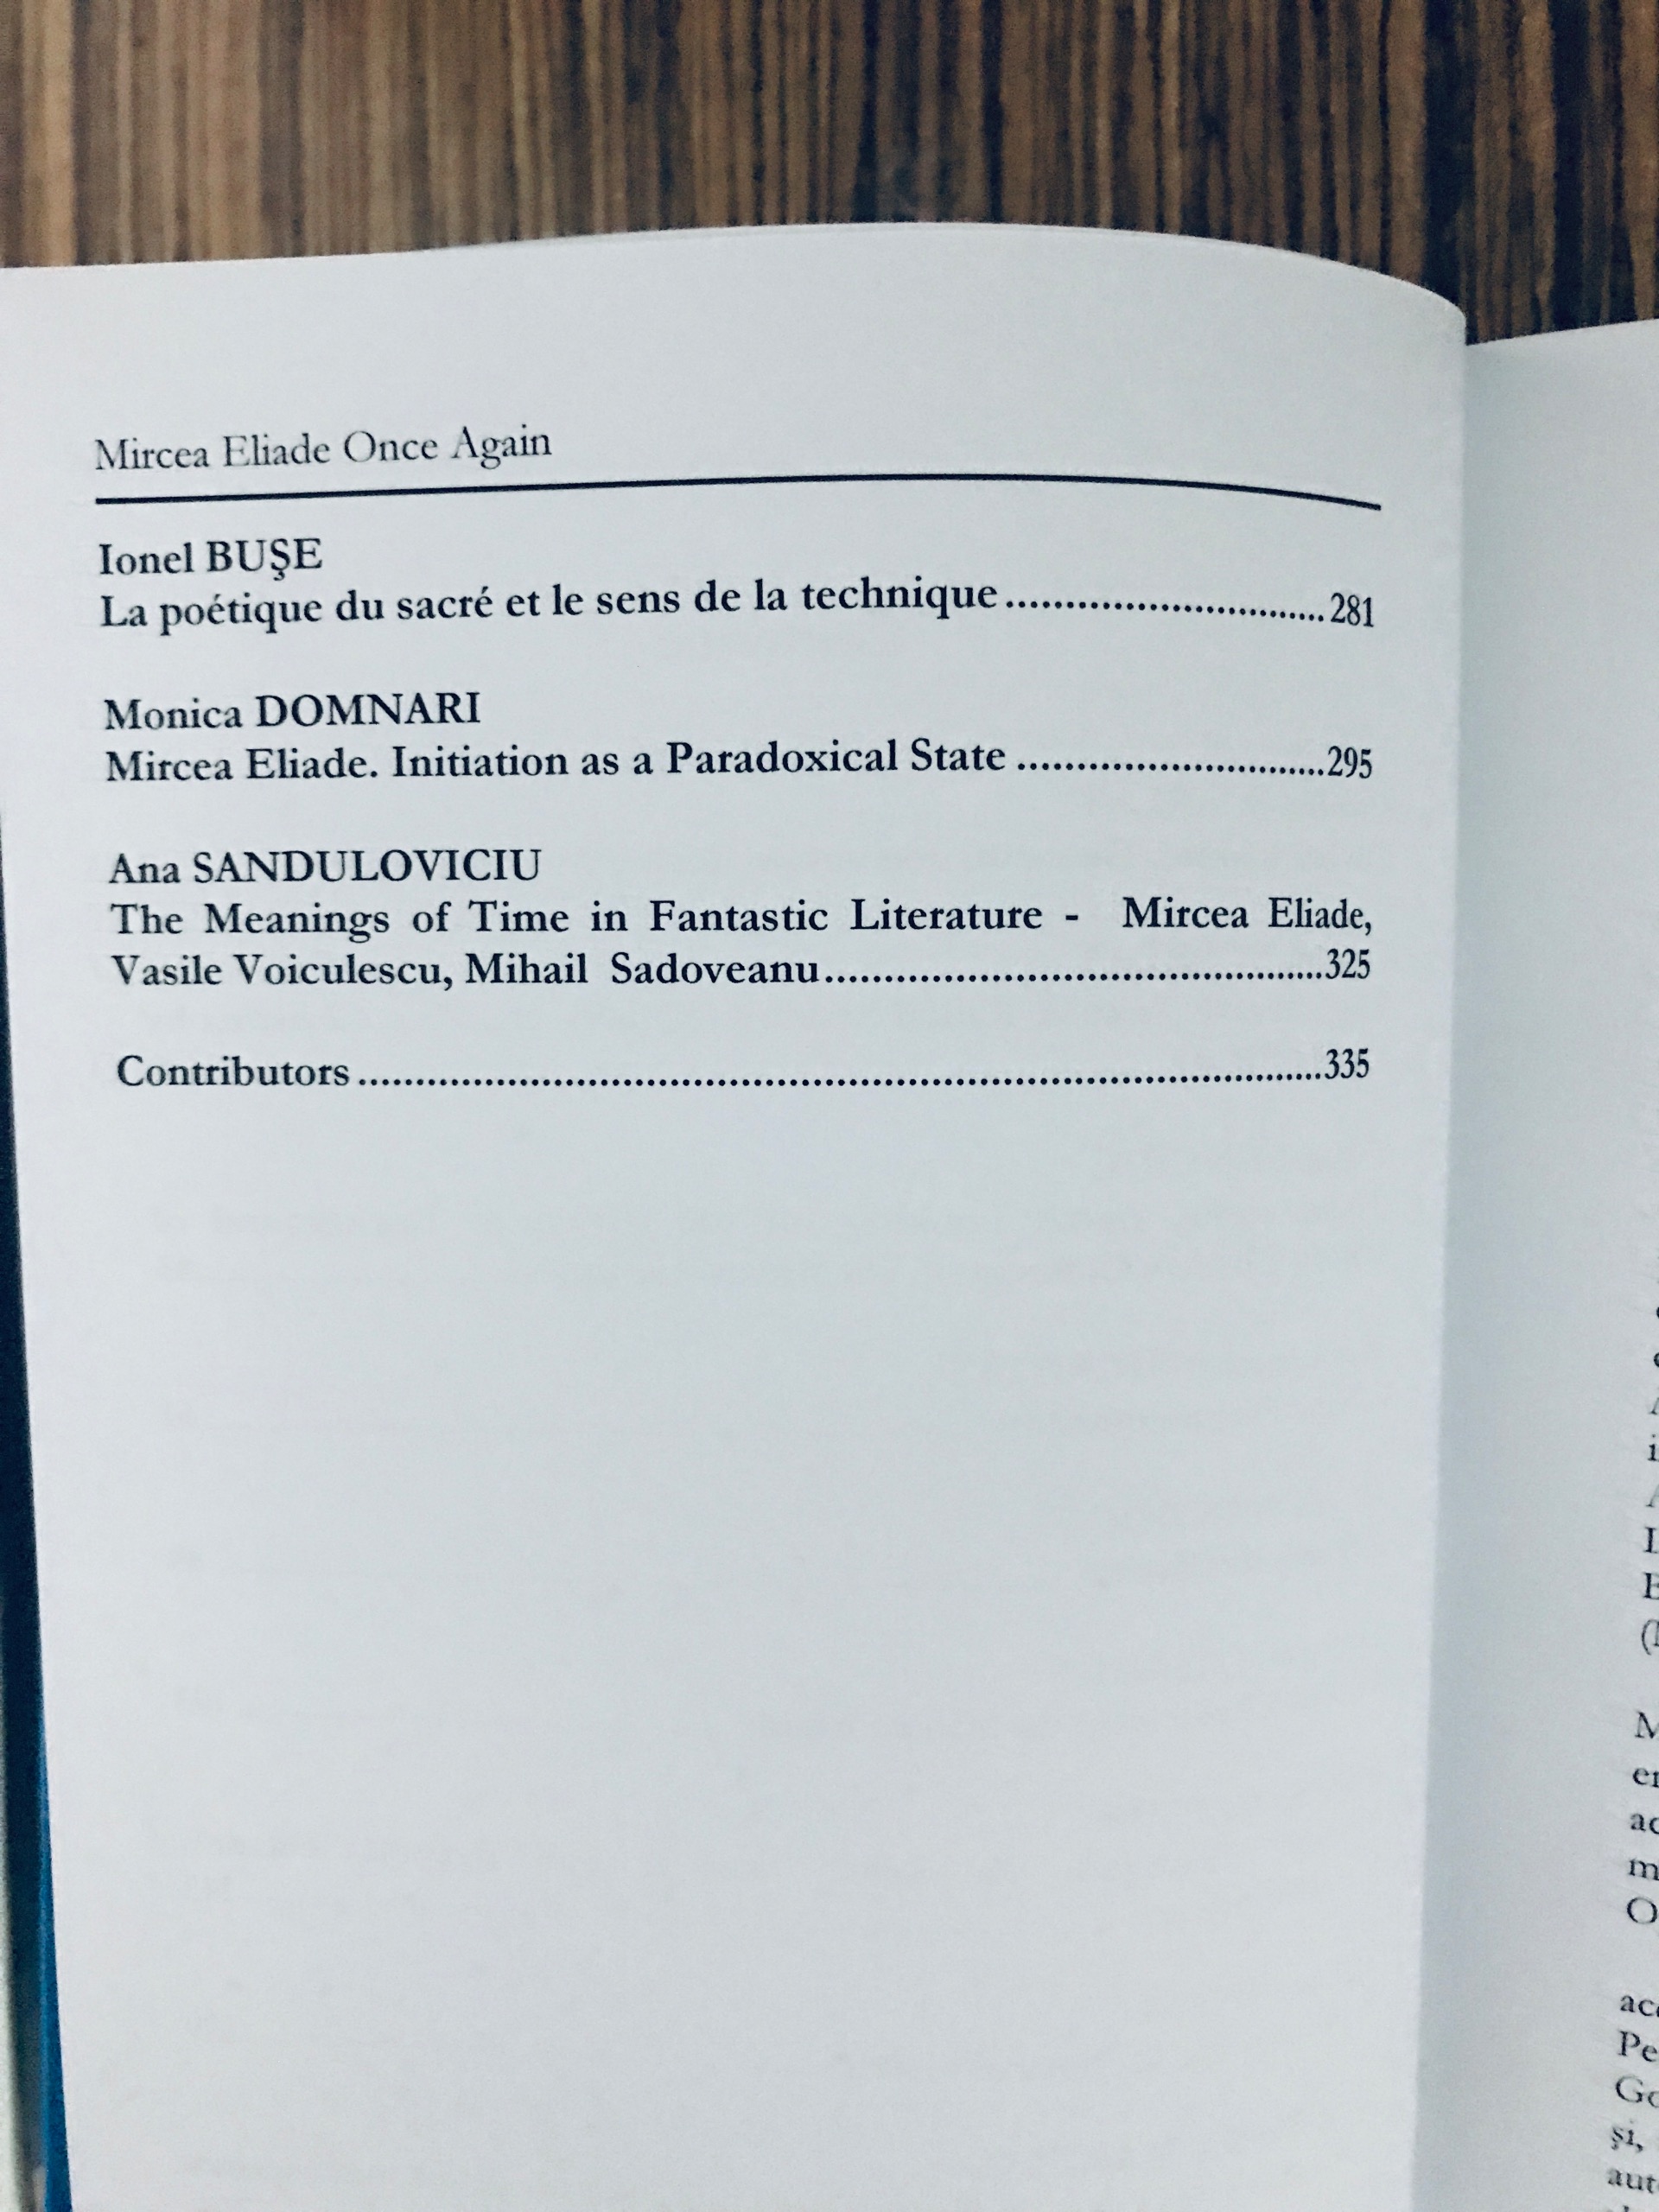 Mircea Eliade Once Again
Ionel BUŞE
La poétique du sacré et le sens de la technique................................281
Monica DOMNARI
Mircea Eliade. Initiation as a Paradoxical State ..............................295
Ana SANDULOVICIU
The Meanings of Time in Fantastic Literature - Mircea Eliade,
Vasile Voiculescu, Mihail Sadoveanu................................................325
Contributors................................................................................................335
şi,